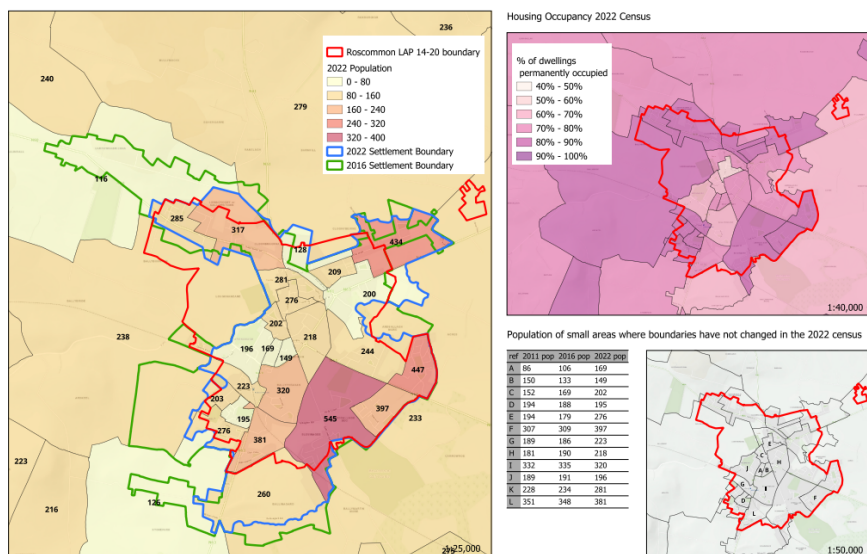 236
240
279
Roscommon LAP 14-20 boundary
2022 Population
0 - 80
80 - 160
160 - 240
240 - 320
320 - 400
2022 Settlement Boundary
2016 Settlement Boundary
116
285
317
128
434
209
281
200
276
202
218
238
196
169
149
244
447
223
203
320
397
195
545
233
276
381
223
260
216
126
1:25,000
Housing Occupancy 2022 Census
% of dwellings
permanently occupied
40% - 50%
50% - 60%
60% - 70%
70% - 80%
80% - 90%
90% - 100%
1:40,000
Population of small areas where boundaries have not changed in the 2022 census
ref 2011 pop 2016 pop 2022 pop
A 86 106 169
B 150 133 149
C 152 169 202
D 194 188 195
E 194 179 276
F 307 309 397
G 189 186 223
H 181 190 218
I 332 335 320
J 189 191 196
K 228 234 281
L 351 348 381
E
C
H
J
A B
G
I
D
F
L
1:50,000